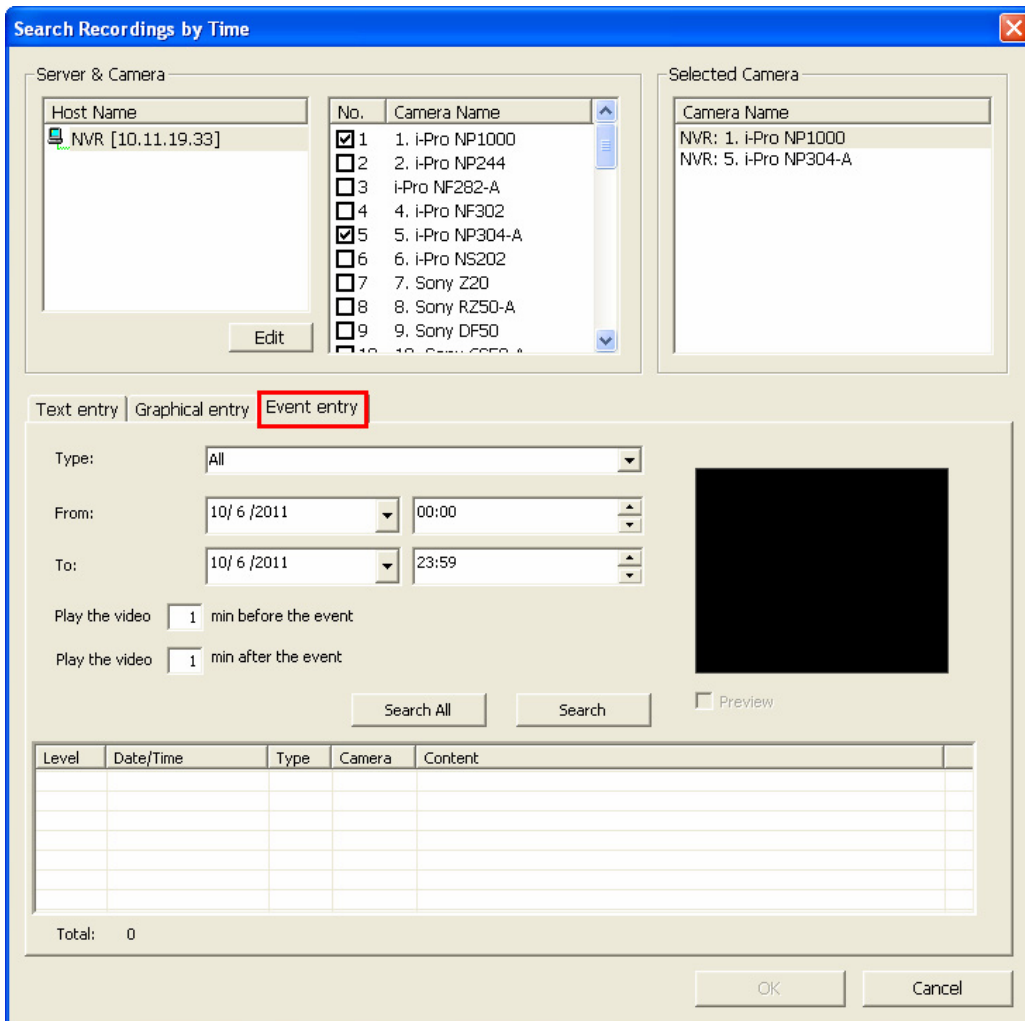 Search Recordings by Time
Server & Camera
Host Name
NVR [10.11.19.33]
Edit
No. Camera Name
1 1. i-Pro NP1000
2 2. i-Pro NP244
3 i-Pro NF282-A
4 4. i-Pro NF302
5 5. i-Pro NP304-A
6 6. i-Pro NS202
7 7. Sony Z20
8 8. Sony RZ50-A
9 9. Sony DF50
Selected Camera
Camera Name
NVR: 1. i-Pro NP1000
NVR: 5. i-Pro NP304-A
Text entry Graphical entry Event entry
Type: All
From: 10/ 6 /2011 00:00
To: 10/ 6 /2011 23:59
Play the video 1 min before the event
Play the video 1 min after the event
Search All Search
Preview
Level Date/Time Type Camera Content
Total: 0
OK Cancel